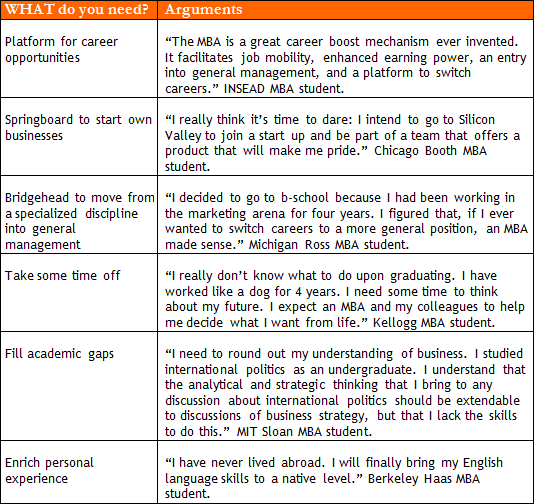 WHAT do you need? Arguments
Platform for career
opportunities
“The MBA is a great career boost mechanism ever invented.
It facilitates job mobility, enhanced earning power, an entry
into general management, and a platform to switch
careers.” INSEAD MBA student.
Springboard to start own
businesses
“I really think it’s time to dare: I intend to go to Silicon
Valley to join a start up and be part of a team that offers a
product that will make me pride.” Chicago Booth MBA
student.
Bridgehead to move from
a specialized discipline
into general
management
“I decided to go to b-school because I had been working in
the marketing arena for four years. I figured that, if I ever
wanted to switch careers to a more general position, an MBA
made sense.” Michigan Ross MBA student.
Take some time off
“I really don’t know what to do upon graduating. I have
worked like a dog for 4 years. I need some time to think
about my future. I expect an MBA and my colleagues to help
me decide what I want from life.” Kellogg MBA student.
Fill academic gaps
“I need to round out my understanding of business. I studied
international politics as an undergraduate. I understand that
the analytical and strategic thinking that I bring to any
discussion about international politics should be extendable
to discussions of business strategy, but that I lack the skills
to do this.” MIT Sloan MBA student.
Enrich personal
experience
“I have never lived abroad. I will finally bring my English
language skills to a native level.” Berkeley Haas MBA
student.